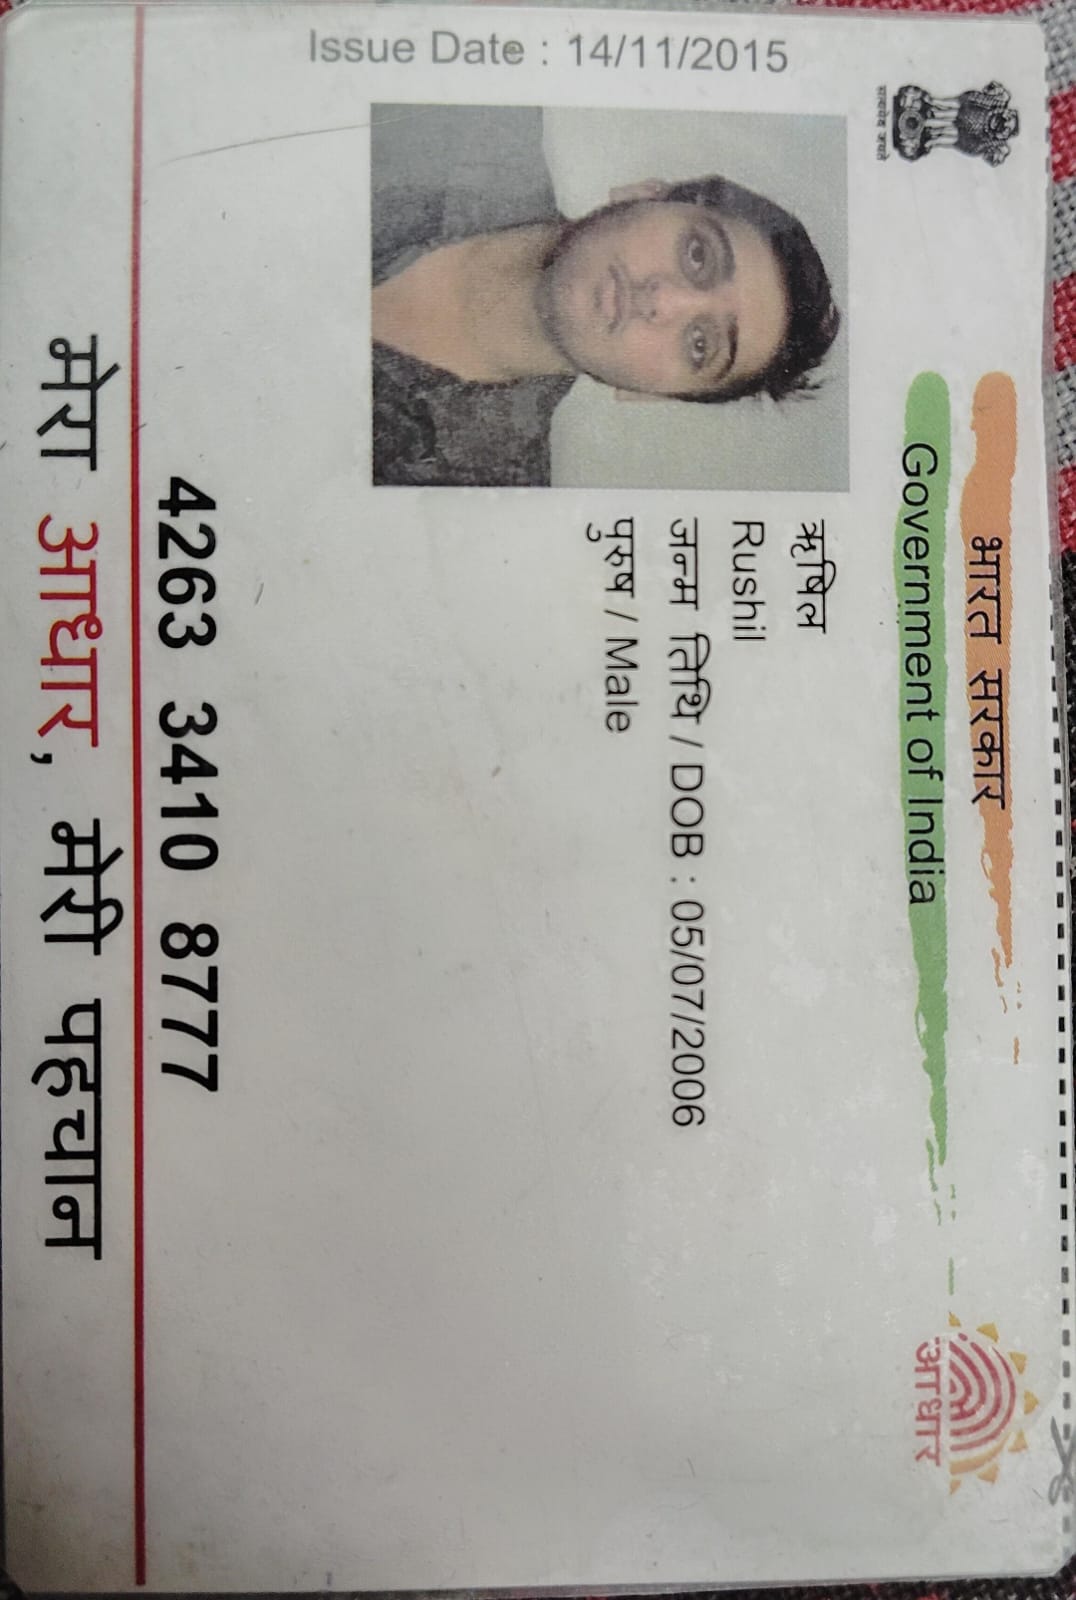 भारत सरकार
Government of India
सत्यमेव जयते
Issue Date : 14/11/2015
ऋषिल
Rushil
जन्म तिथि / DOB : 05/07/2006
पुरुष / Male
आधार
4263 3410 8777
मेरा आधार, मेरी पहचान